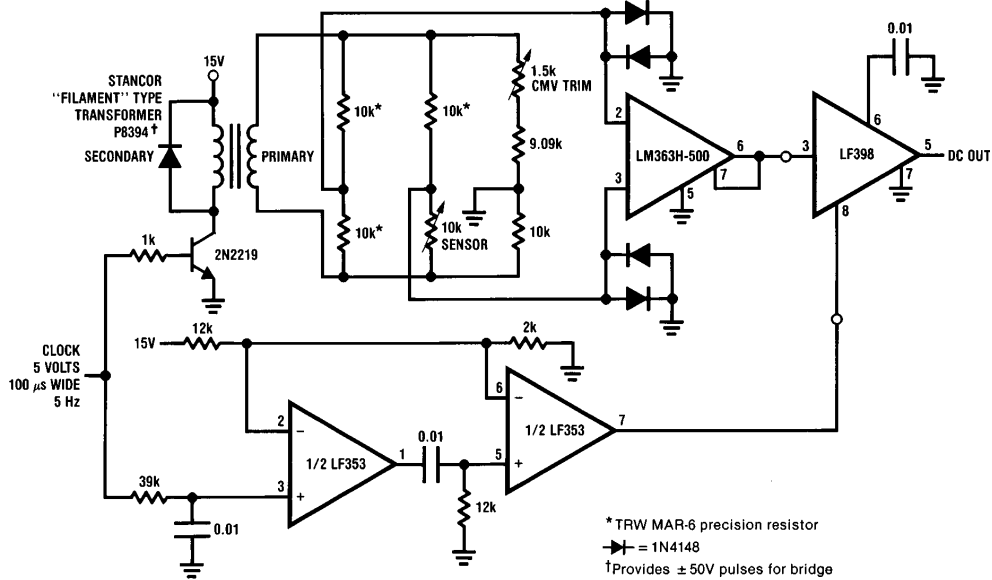 15V
STANCOR
"FILAMENT" TYPE
TRANSFORMER
P8394†
SECONDARY
PRIMARY
10k*
10k*
1.5k
CMV TRIM
9.09k
10k*
10k
SENSOR
10k
2
3
LM363H-500
6
7
5
3
LF398
0.01
6
5
DC OUT
7
8
1k
2N2219
CLOCK
5 VOLTS
100 μs WIDE
5 Hz
15V
12k
2k
2
3
−
+
1/2 LF353
1
0.01
12k
6
5
−
+
1/2 LF353
7
39k
0.01
*TRW MAR-6 precision resistor
= 1N4148
†Provides ±50V pulses for bridge